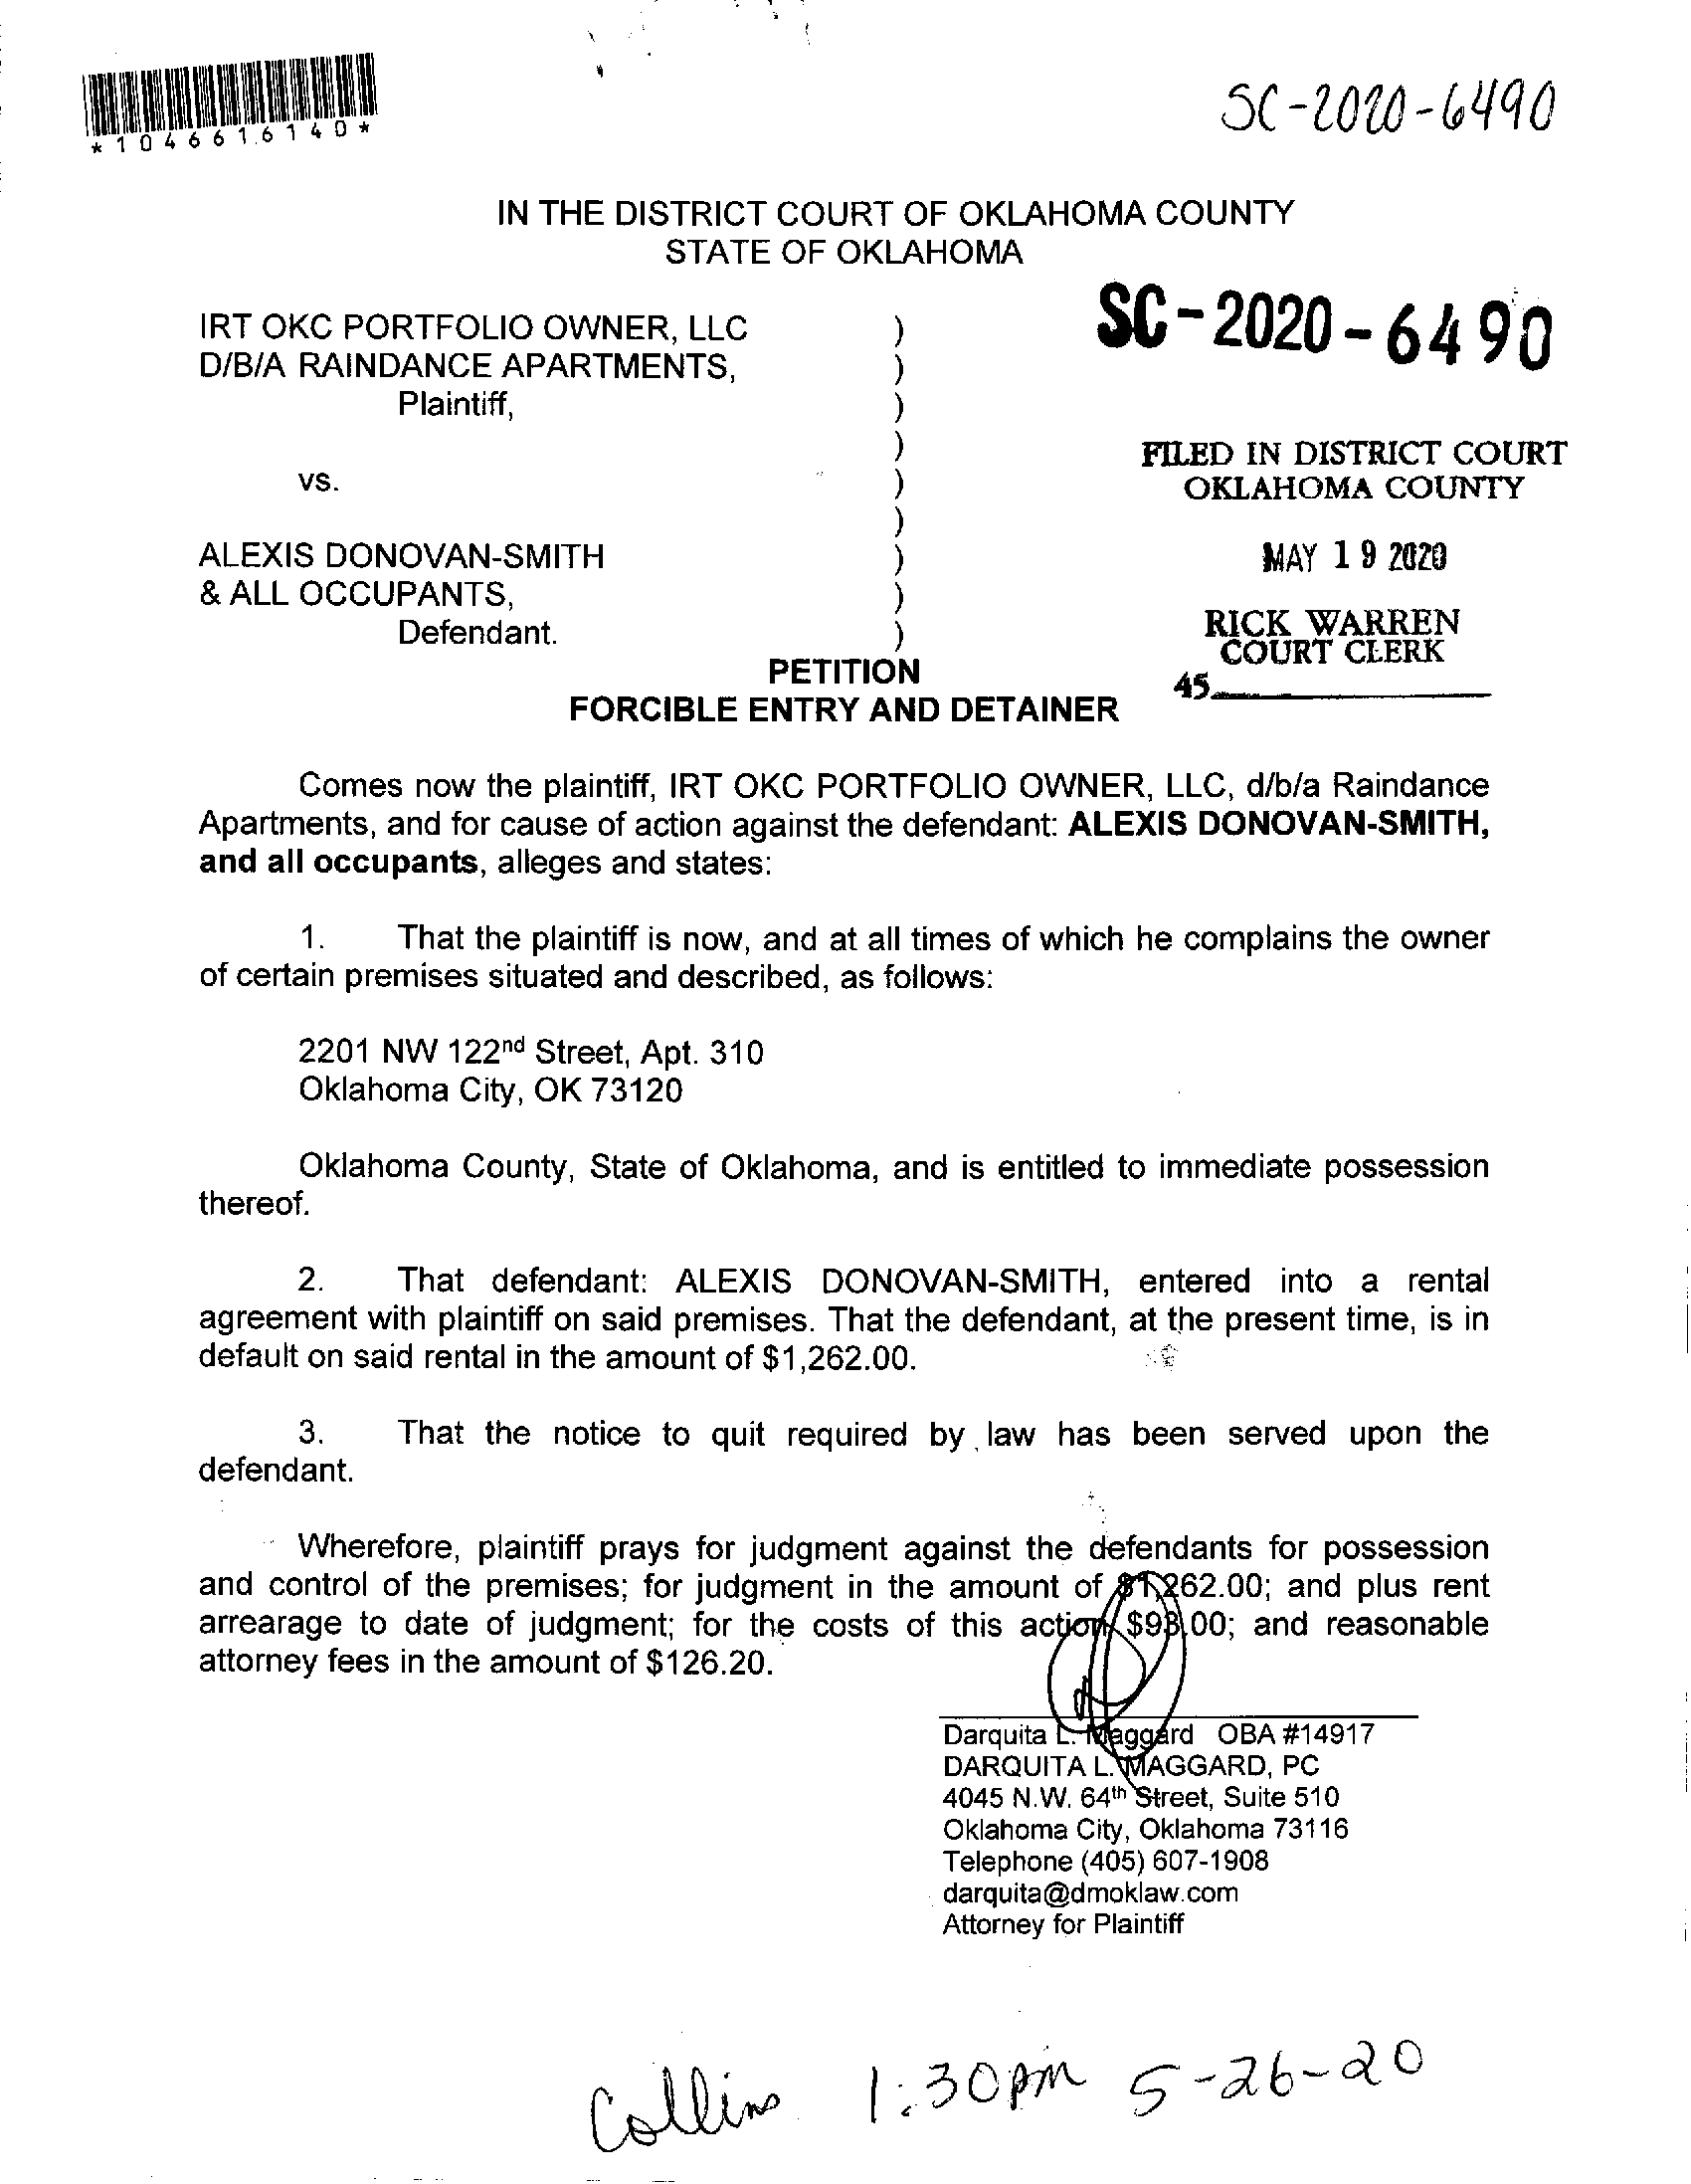 *1046616140*
SC-2020-6490
IN THE DISTRICT COURT OF OKLAHOMA COUNTY
STATE OF OKLAHOMA
IRT OKC PORTFOLIO OWNER, LLC )
D/B/A RAINDANCE APARTMENTS, )
Plaintiff, )
)
vs. )
)
ALEXIS DONOVAN-SMITH )
& ALL OCCUPANTS, )
Defendant. )
SC-2020-6490
FILED IN DISTRICT COURT
OKLAHOMA COUNTY
MAY 19 2020
RICK WARREN
COURT CLERK
45
PETITION
FORCIBLE ENTRY AND DETAINER
Comes now the plaintiff, IRT OKC PORTFOLIO OWNER, LLC, d/b/a Raindance
Apartments, and for cause of action against the defendant: ALEXIS DONOVAN-SMITH,
and all occupants, alleges and states:
1. That the plaintiff is now, and at all times of which he complains the owner
of certain premises situated and described, as follows:
2201 NW 122nd Street, Apt. 310
Oklahoma City, OK 73120
Oklahoma County, State of Oklahoma, and is entitled to immediate possession
thereof.
2. That defendant: ALEXIS DONOVAN-SMITH, entered into a rental
agreement with plaintiff on said premises. That the defendant, at the present time, is in
default on said rental in the amount of $1,262.00.
3. That the notice to quit required by law has been served upon the
defendant.
Wherefore, plaintiff prays for judgment against the defendants for possession
and control of the premises; for judgment in the amount of $1,262.00; and plus rent
arrearage to date of judgment; for the costs of this action $93.00; and reasonable
attorney fees in the amount of $126.20.
Darquita L. Maggard OBA #14917
DARQUITA L. MAGGARD, PC
4045 N.W. 64th Street, Suite 510
Oklahoma City, Oklahoma 73116
Telephone (405) 607-1908
darquita@dmoklaw.com
Attorney for Plaintiff
Collins 1:30pm 5-26-20